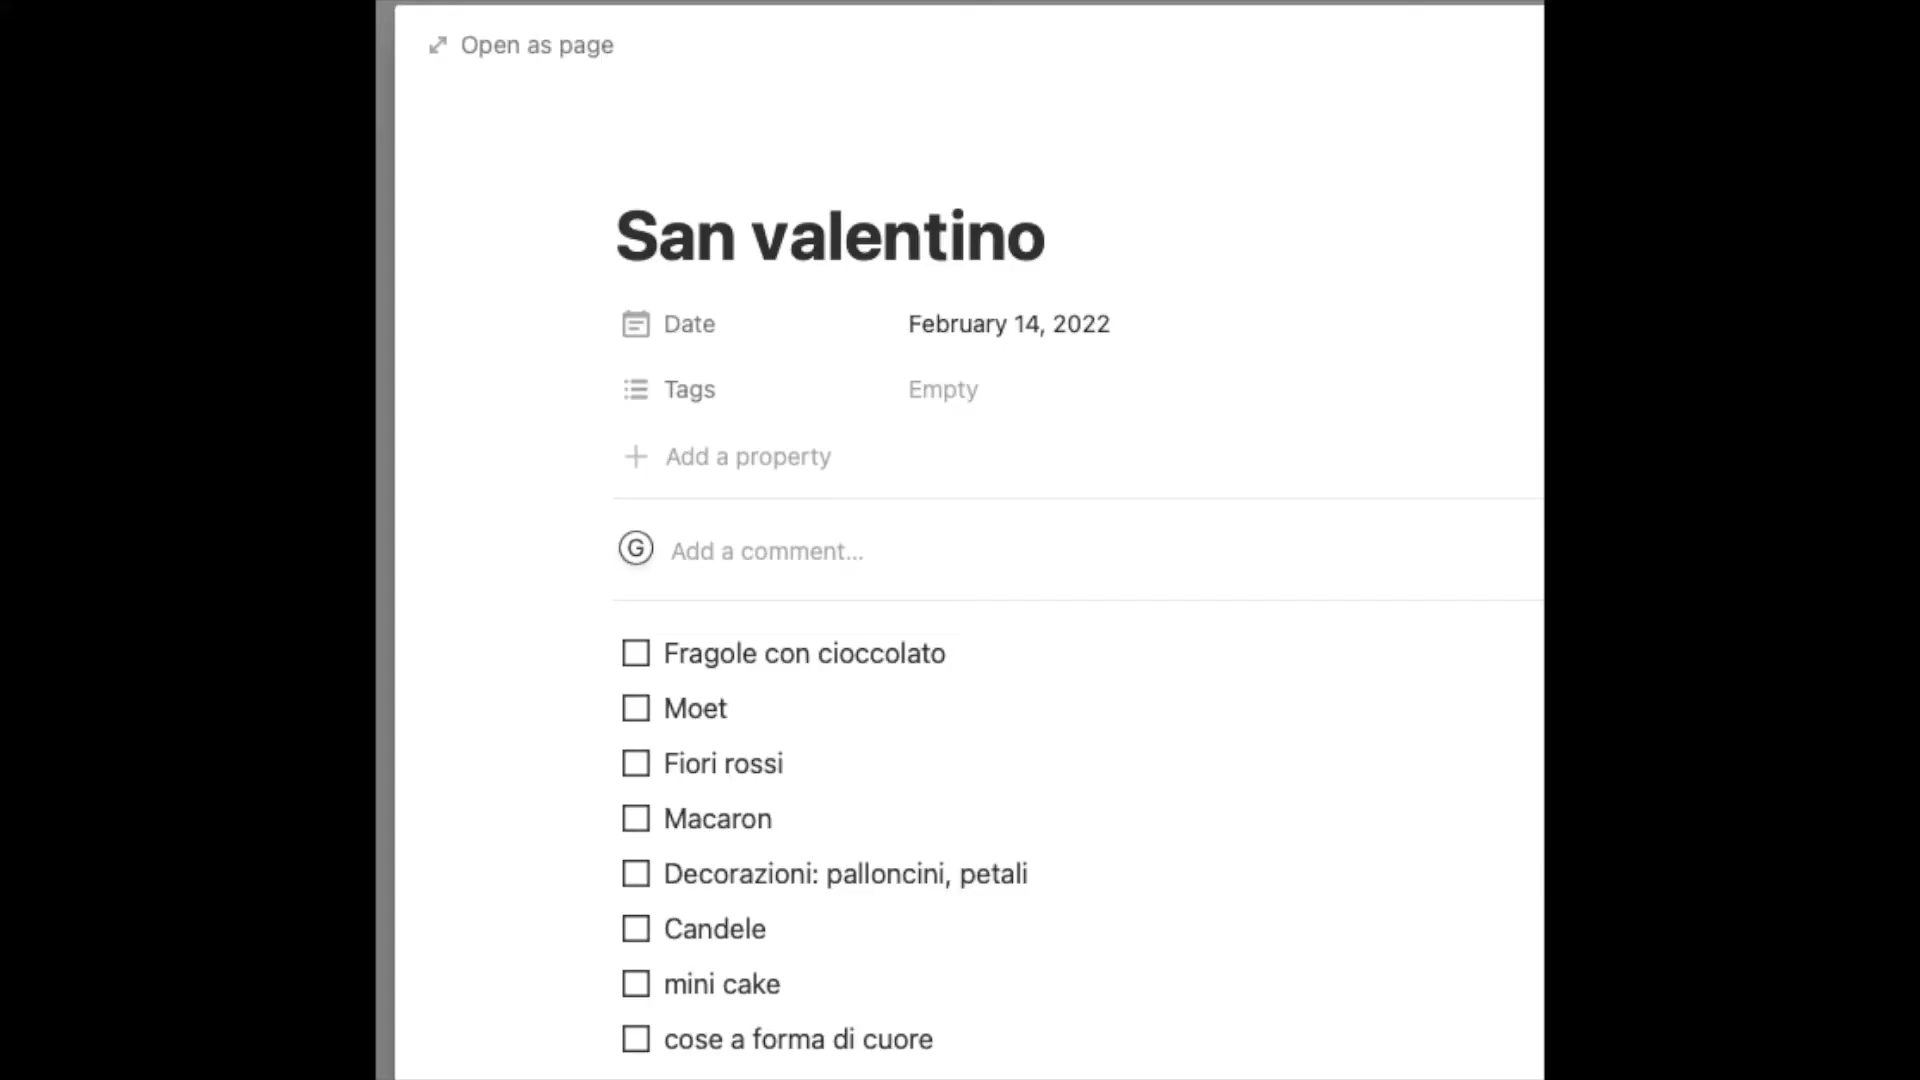 Open as page
San valentino
Date February 14, 2022
Tags Empty
Add a property
G Add a comment...
Fragole con cioccolato
Moet
Fiori rossi
Macaron
Decorazioni: palloncini, petali
Candele
mini cake
cose a forma di cuore